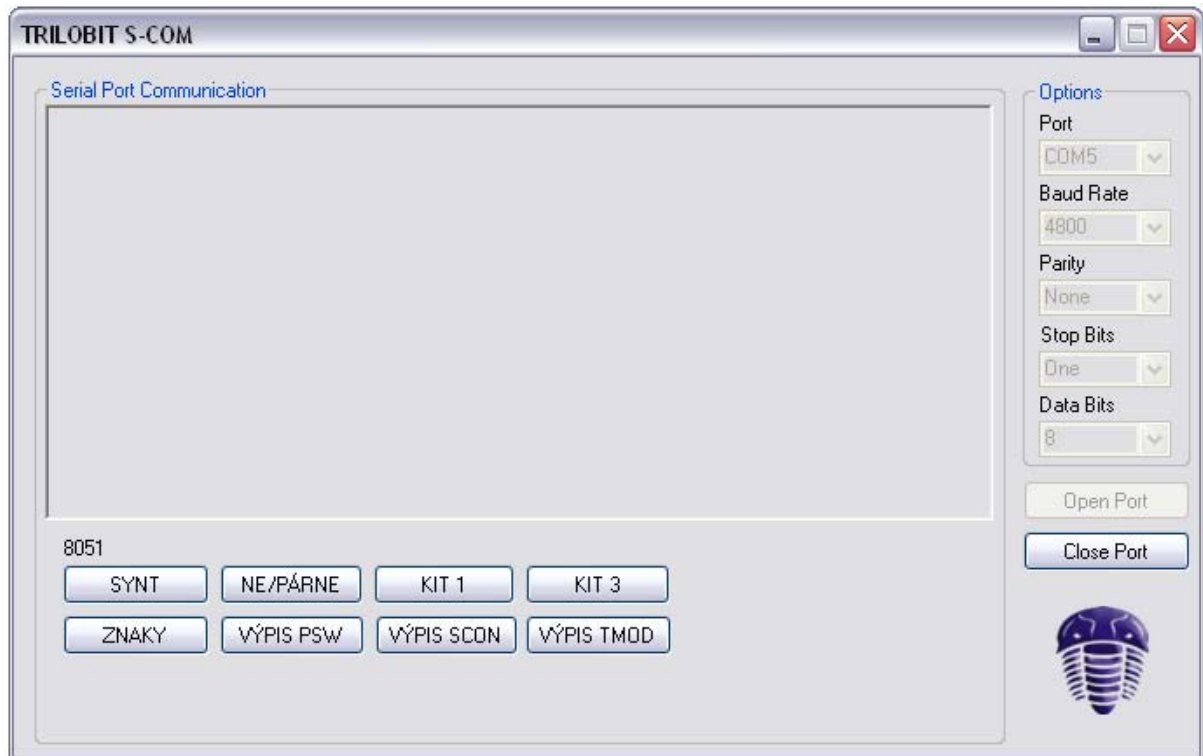 TRILOBIT S-COM
Serial Port Communication
Options
Port
COM5
Baud Rate
4800
Parity
None
Stop Bits
One
Data Bits
8
Open Port
Close Port
8051
SYNT NE/PÁRNE KIT 1 KIT 3
ZNAKY VÝPIS PSW VÝPIS SCON VÝPIS TMOD